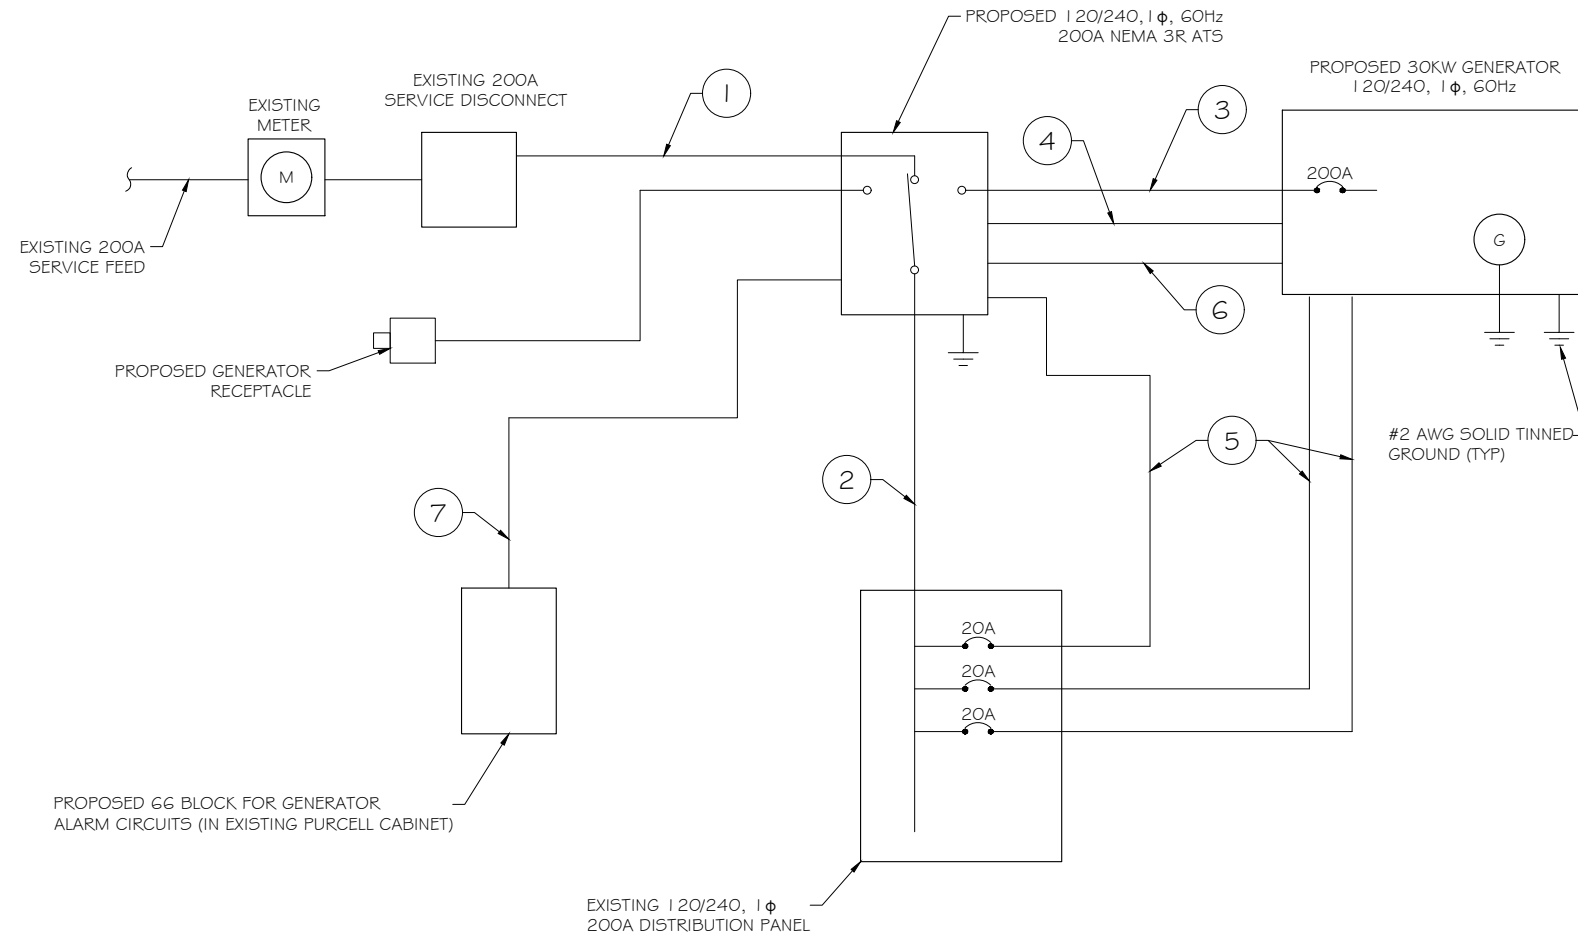 PROPOSED 120/240, 1ϕ, 60Hz
200A NEMA 3R ATS
PROPOSED 30KW GENERATOR
120/240, 1ϕ, 60Hz
EXISTING 200A
SERVICE DISCONNECT
EXISTING
METER
1
3
4
M
200A
EXISTING 200A
SERVICE FEED
G
6
PROPOSED GENERATOR
RECEPTACLE
#2 AWG SOLID TINNED
GROUND (TYP)
5
2
7
20A
20A
20A
PROPOSED 66 BLOCK FOR GENERATOR
ALARM CIRCUITS (IN EXISTING PURCELL CABINET)
EXISTING 120/240, 1ϕ
200A DISTRIBUTION PANEL